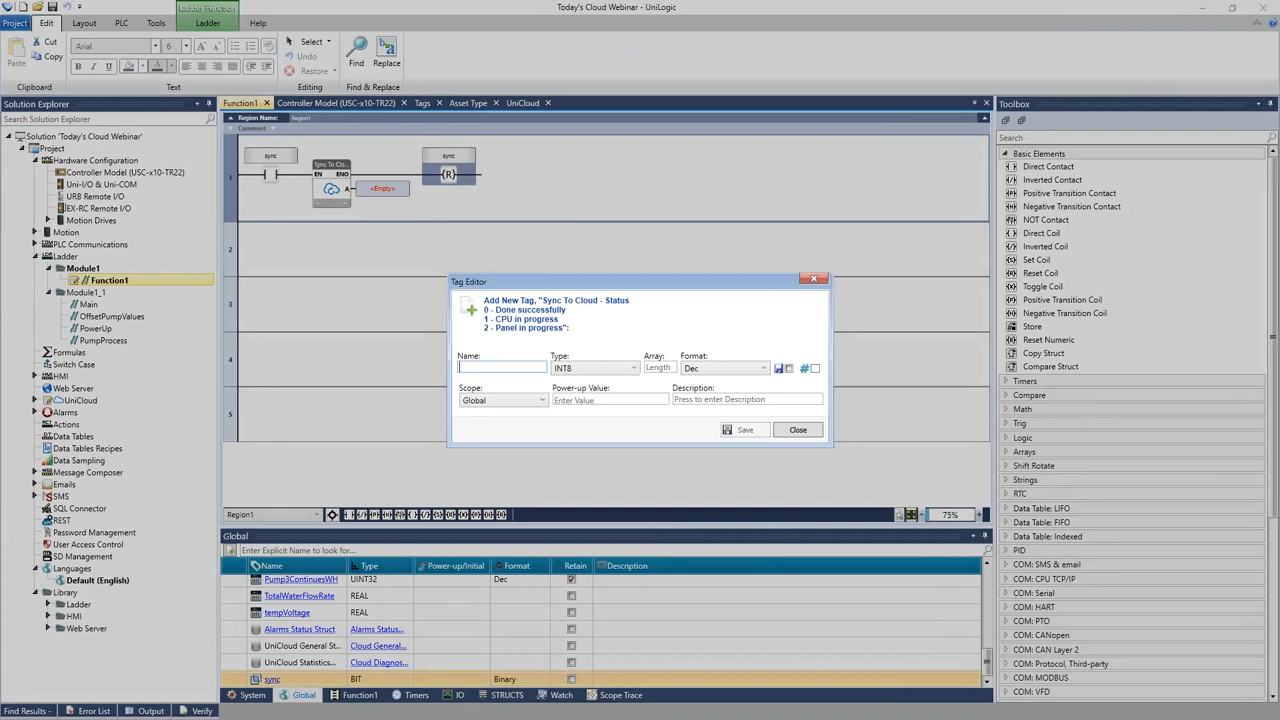 Ladder Function
Today's Cloud Webinar - UniLogic
Project
Edit
Layout
PLC
Tools
Ladder
Help
Paste
Cut
Copy
Clipboard
Arial
6
Text
Select
Undo
Restore
Editing
Find
Replace
Find & Replace
Solution Explorer
Search Solution Explorer
Solution 'Today's Cloud Webinar'
Project
Hardware Configuration
Controller Model (USC-x10-TR22)
Uni-I/O & Uni-COM
URB Remote I/O
EX-RC Remote I/O
Motion Drives
Motion
PLC Communications
Ladder
Module1
Function1
Module1_1
Main
OffsetPumpValues
PowerUp
PumpProcess
Formulas
Switch Case
HMI
Web Server
UniCloud
Alarms
Actions
Data Tables
Data Tables Recipes
Data Sampling
Message Composer
Emails
SMS
SQL Connector
REST
Password Management
User Access Control
SD Management
Languages
Default (English)
Library
Ladder
HMI
Web Server
Function1
Controller Model (USC-x10-TR22)
Tags
Asset Type
UniCloud
Region Name: Region1
Comment
1
sync
Sync To Clo...
EN ENO
A
<Empty>
sync
(R)
2
3
4
5
Tag Editor
Add New Tag, "Sync To Cloud - Status
0 - Done successfully
1 - CPU in progress
2 - Panel in progress":
Name:
Type:
Array:
Format:
INT8
Length
Dec
#
Scope:
Power-up Value:
Description:
Global
Enter Value
Press to enter Description
Save
Close
Region1
75%
Global
Enter Explicit Name to look for...
Name Type Power-up/Initial Format Retain Description
Pump3ContinuesWH UINT32 Dec
TotalWaterFlowRate REAL
tempVoltage REAL
Alarms Status Struct Alarms Status...
UniCloud General St... Cloud General...
UniCloud Statistics... Cloud Diagnos...
sync BIT Binary
System
Global
Function1
Timers
IO
STRUCTS
Watch
Scope Trace
Find Results -
Error List
Output
Verify
Toolbox
Search
Basic Elements
Direct Contact
Inverted Contact
Positive Transition Contact
Negative Transition Contact
NOT Contact
Direct Coil
Inverted Coil
Set Coil
Reset Coil
Toggle Coil
Positive Transition Coil
Negative Transition Coil
Store
Reset Numeric
Copy Struct
Compare Struct
Timers
Compare
Math
Trig
Logic
Arrays
Shift Rotate
Strings
RTC
Data Table: LIFO
Data Table: FIFO
Data Table: Indexed
PID
COM: SMS & email
COM: CPU TCP/IP
COM: Serial
COM: HART
COM: PTO
COM: CANopen
COM: CAN Layer 2
COM: Protocol, Third-party
COM: MODBUS
COM: VFD